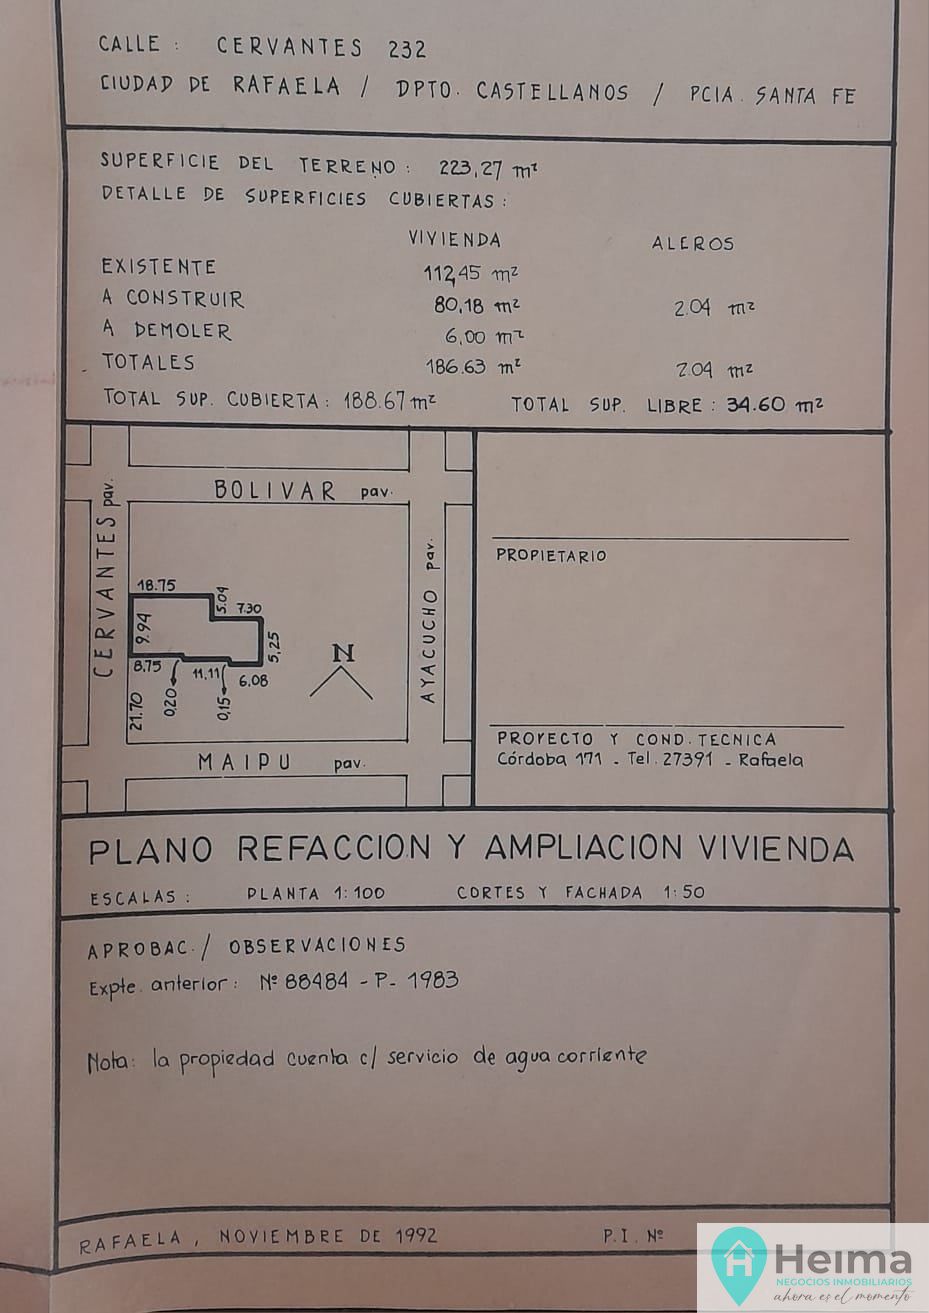 CALLE : CERVANTES 232
CIUDAD DE RAFAELA / DPTO. CASTELLANOS / PCIA. SANTA FE
SUPERFICIE DEL TERRENO : 223,27 m²
DETALLE DE SUPERFICIES CUBIERTAS :
VIVIENDA ALEROS
EXISTENTE 112,45 m²
A CONSTRUIR 80,18 m² 2.04 m²
A DEMOLER 6,00 m²
TOTALES 186.63 m² 2.04 m²
TOTAL SUP. CUBIERTA : 188.67 m² TOTAL SUP. LIBRE : 34.60 m²
BOLIVAR pav.
CERVANTES pav.
AYACUCHO pav.
18.75
5.04
7.30
9.94
5,25
8.75
11,11
6.08
0,20
0,15
21.70
N
MAIPU pav.
PROPIETARIO
PROYECTO Y COND. TECNICA
Córdoba 171 - Tel. 27391 - Rafaela
PLANO REFACCION Y AMPLIACION VIVIENDA
ESCALAS : PLANTA 1:100 CORTES Y FACHADA 1:50
APROBAC. / OBSERVACIONES
Expte. anterior : Nº 88484 - P - 1983
Nota: la propiedad cuenta c/ servicio de agua corriente
RAFAELA, NOVIEMBRE DE 1992 P.I. Nº
Heima
NEGOCIOS INMOBILIARIOS
ahora es el momento